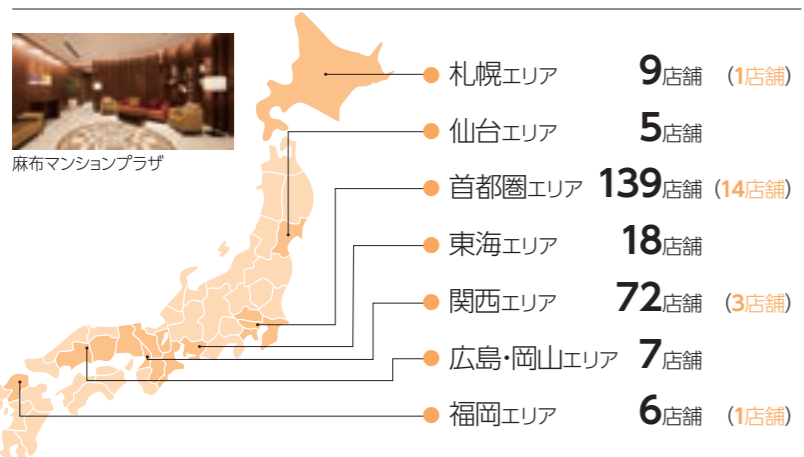 麻布マンションプラザ
札幌エリア 9店舗 (1店舗)
仙台エリア 5店舗
首都圏エリア 139店舗 (14店舗)
東海エリア 18店舗
関西エリア 72店舗 (3店舗)
広島・岡山エリア 7店舗
福岡エリア 6店舗 (1店舗)